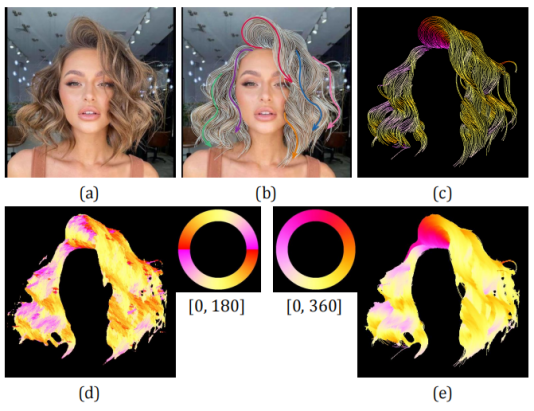 (a)
(b)
(c)
[0, 180]
[0, 360]
(d)
(e)